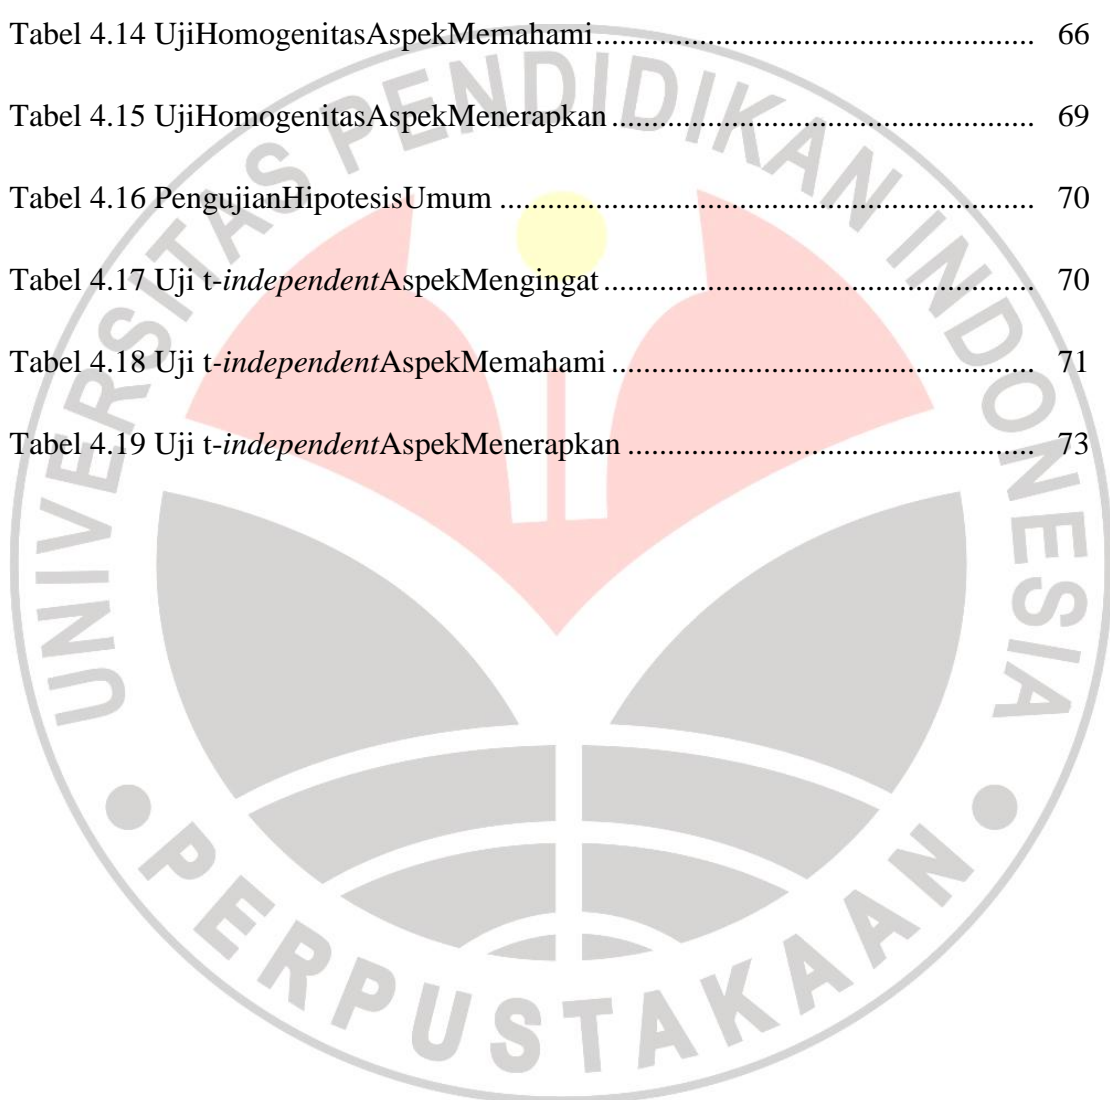 Tabel 4.14 UjiHomogenitasAspekMemahami........................................................ 66
Tabel 4.15 UjiHomogenitasAspekMenerapkan...................................................... 69
Tabel 4.16 PengujianHipotesisUmum .................................................................... 70
Tabel 4.17 Uji t-independentAspekMengingat....................................................... 70
Tabel 4.18 Uji t-independentAspekMemahami...................................................... 71
Tabel 4.19 Uji t-independentAspekMenerapkan .................................................... 73
UNIVERSITAS PENDIDIKAN INDONESIA
PERPUSTAKAAN